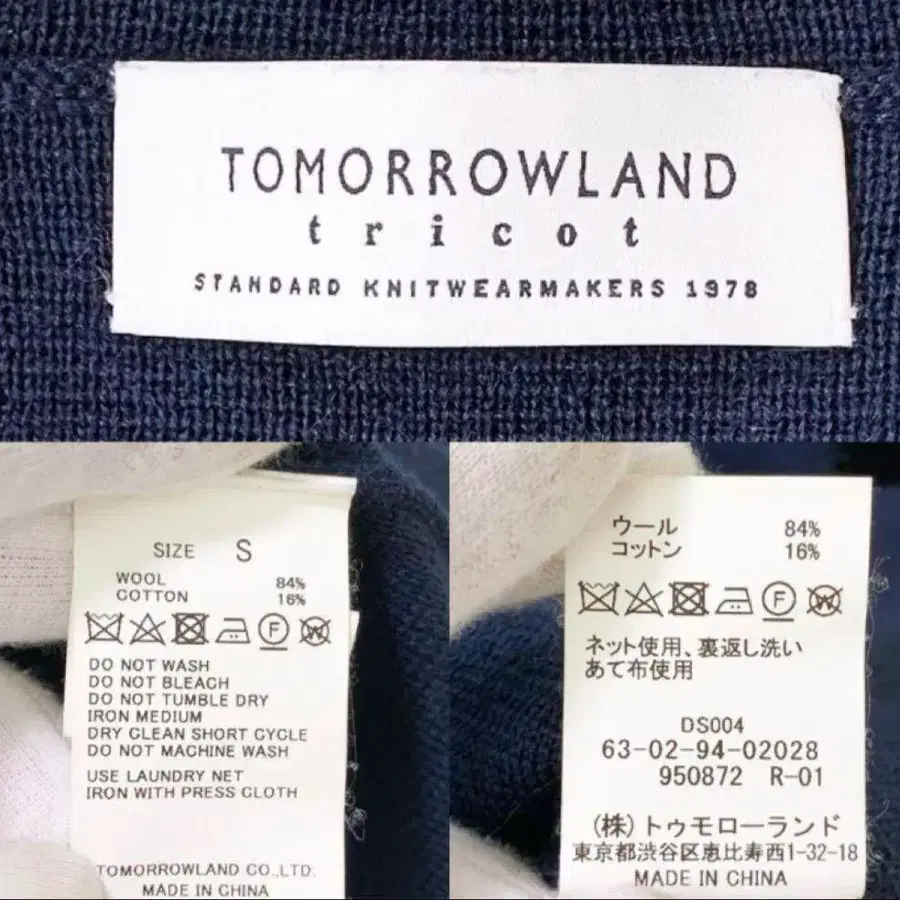 TOMORROWLAND
tricot
STANDARD KNITWEARMAKERS 1978
SIZE S
WOOL 84%
COTTON 16%
F W
DO NOT WASH
DO NOT BLEACH
DO NOT TUMBLE DRY
IRON MEDIUM
DRY CLEAN SHORT CYCLE
DO NOT MACHINE WASH
USE LAUNDRY NET
IRON WITH PRESS CLOTH
TOMORROWLAND CO.,LTD.
MADE IN CHINA
ウール 84%
コットン 16%
F W
ネット使用、裏返し洗い
あて布使用
DS004
63-02-94-02028
950872 R-01
(株)トゥモローランド
東京都渋谷区恵比寿西1-32-18
MADE IN CHINA